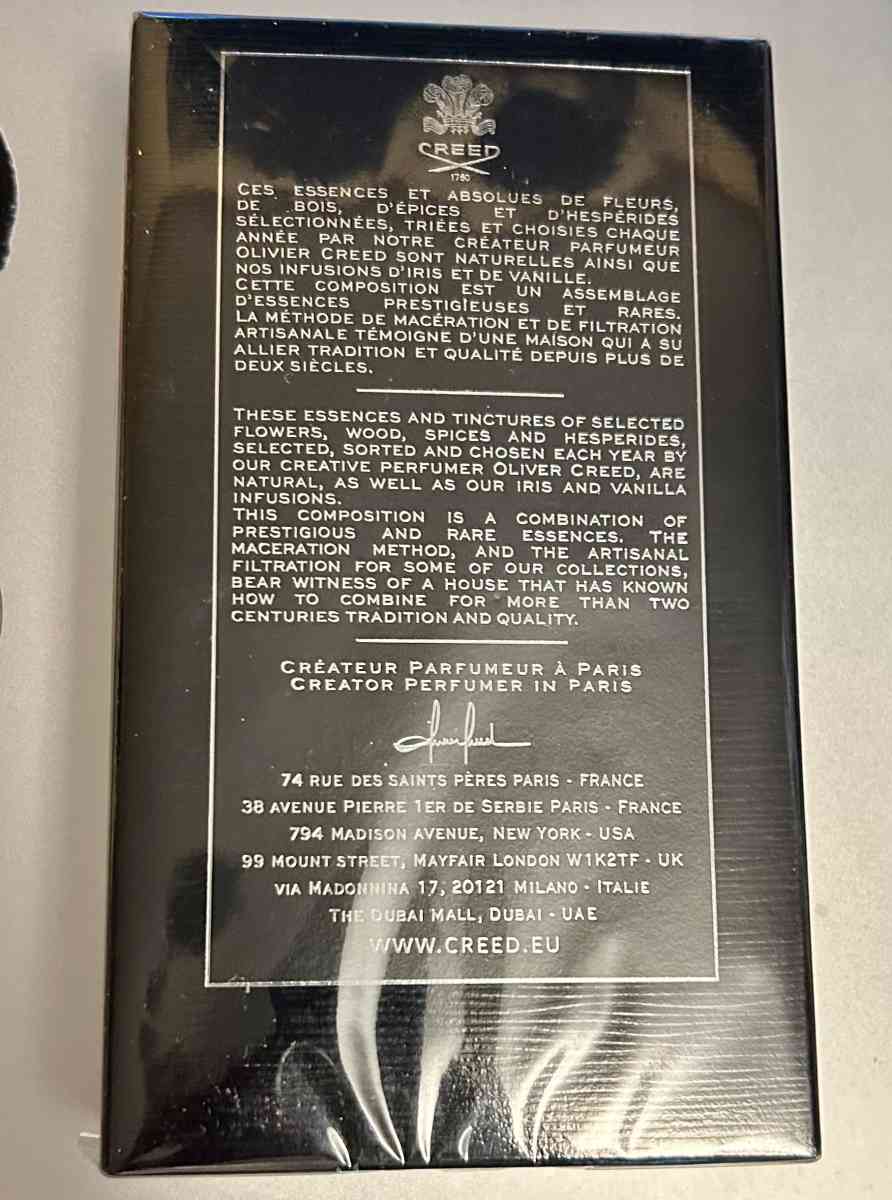 CREED
1760
CES ESSENCES ET ABSOLUES DE FLEURS,
DE BOIS, D'ÉPICES ET D'HESPÉRIDES
SÉLECTIONNÉES, TRIÉES ET CHOISIES CHAQUE
ANNÉE PAR NOTRE CRÉATEUR PARFUMEUR
OLIVIER CREED SONT NATURELLES AINSI QUE
NOS INFUSIONS D'IRIS ET DE VANILLE.
CETTE COMPOSITION EST UN ASSEMBLAGE
D'ESSENCES PRESTIGIEUSES ET RARES.
LA MÉTHODE DE MACÉRATION ET DE FILTRATION
ARTISANALE TÉMOIGNE D'UNE MAISON QUI A SU
ALLIER TRADITION ET QUALITÉ DEPUIS PLUS DE
DEUX SIÈCLES.
THESE ESSENCES AND TINCTURES OF SELECTED
FLOWERS, WOOD, SPICES AND HESPERIDES,
SELECTED, SORTED AND CHOSEN EACH YEAR BY
OUR CREATIVE PERFUMER OLIVER CREED, ARE
NATURAL, AS WELL AS OUR IRIS AND VANILLA
INFUSIONS.
THIS COMPOSITION IS A COMBINATION OF
PRESTIGIOUS AND RARE ESSENCES. THE
MACERATION METHOD, AND THE ARTISANAL
FILTRATION FOR SOME OF OUR COLLECTIONS,
BEAR WITNESS OF A HOUSE THAT HAS KNOWN
HOW TO COMBINE FOR MORE THAN TWO
CENTURIES TRADITION AND QUALITY.
CRÉATEUR PARFUMEUR À PARIS
CREATOR PERFUMER IN PARIS
74 RUE DES SAINTS PÈRES PARIS - FRANCE
38 AVENUE PIERRE 1ER DE SERBIE PARIS - FRANCE
794 MADISON AVENUE, NEW YORK - USA
99 MOUNT STREET, MAYFAIR LONDON W1K2TF - UK
VIA MADONNINA 17, 20121 MILANO - ITALIE
THE DUBAI MALL, DUBAI - UAE
WWW.CREED.EU